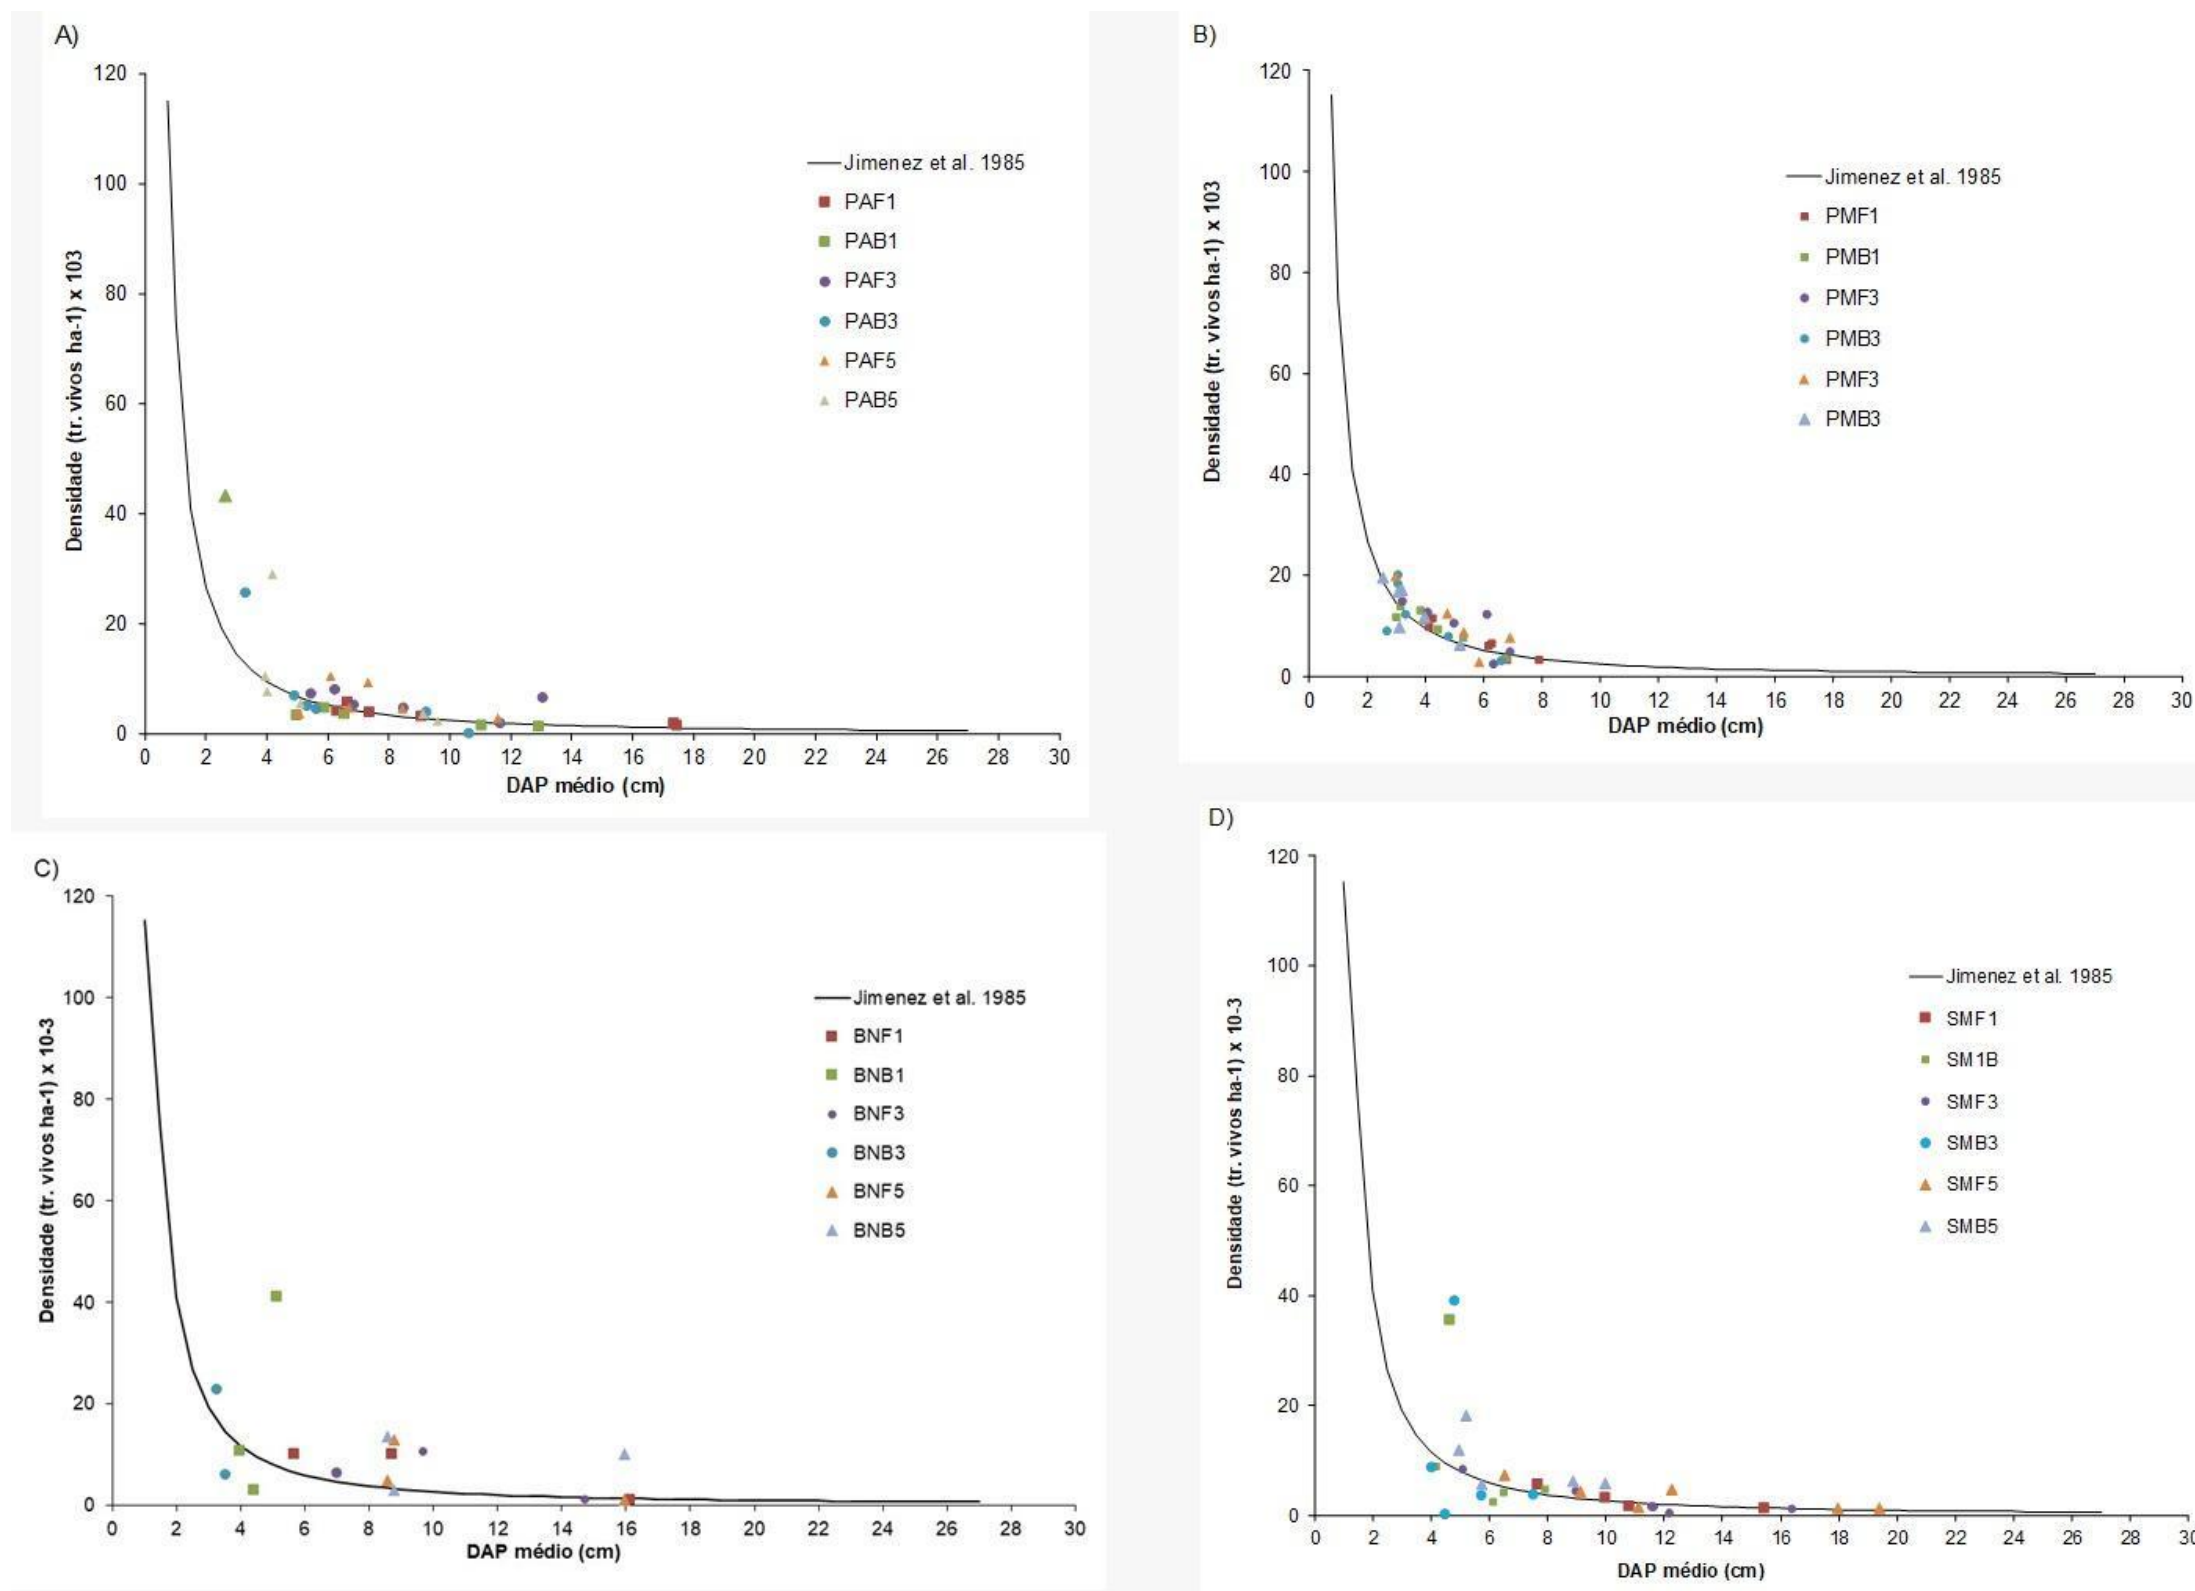 A)
120
100
80
60
40
20
0
Densidade (tr. vivos ha-1) x 103
Jimenez et al. 1985
PAF1
PAB1
PAF3
PAB3
PAF5
PAB5
0 2 4 6 8 10 12 14 16 18 20 22 24 26 28 30
DAP médio (cm)
B)
120
100
80
60
40
20
0
Densidade (tr. vivos ha-1) x 103
Jimenez et al. 1985
PMF1
PMB1
PMF3
PMB3
PMF3
PMB3
0 2 4 6 8 10 12 14 16 18 20 22 24 26 28 30
DAP médio (cm)
C)
120
100
80
60
40
20
0
Densidade (tr. vivos ha-1) x 10-3
Jimenez et al. 1985
BNF1
BNB1
BNF3
BNB3
BNF5
BNB5
0 2 4 6 8 10 12 14 16 18 20 22 24 26 28 30
DAP médio (cm)
D)
120
100
80
60
40
20
0
Densidade (tr. vivos ha-1) x 10-3
Jimenez et al. 1985
SMF1
SM1B
SMF3
SMB3
SMF5
SMB5
0 2 4 6 8 10 12 14 16 18 20 22 24 26 28 30
DAP médio (cm)